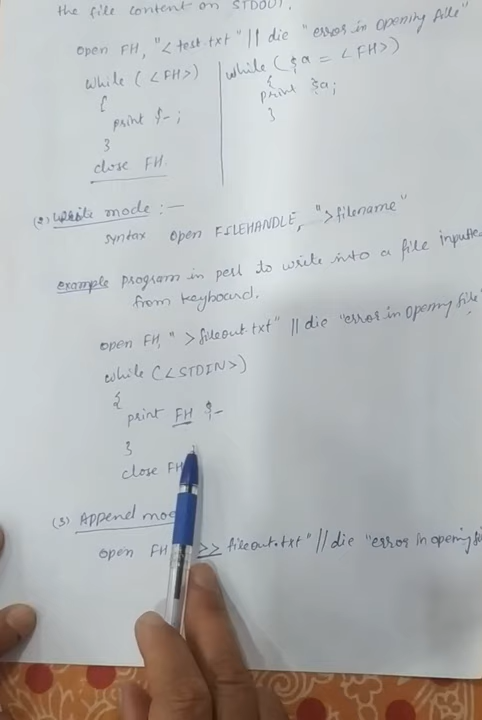 the file content on STDOUT.
open FH, "< test.txt" || die "error in opening file"
while (<FH>)
{
print $-;
}
close FH.
while ($a = <FH>)
{
print $a;
}
(2) Write mode :-
syntax open FILEHANDLE, ">filename"
example program in perl to write into a file inputted
from keyboard.
open FH, " > fileout.txt" || die "error in opening file"
while (<STDIN>)
{
print FH $-
}
close FH
(3) Append mod
open FH >> fileout.txt" || die "error in opening